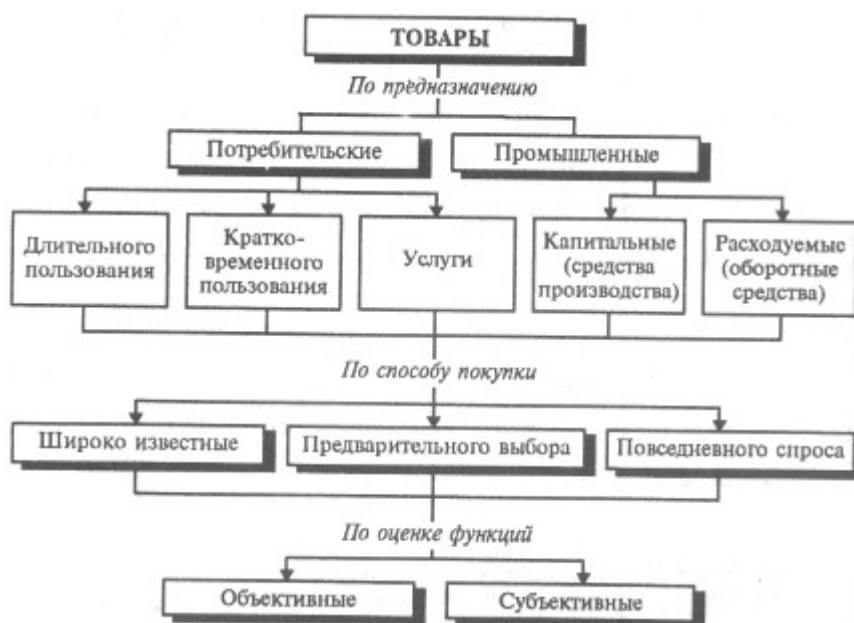 ТОВАРЫ
По предназначению
Потребительские
Промышленные
Длительного
пользования
Кратко-
временного
пользования
Услуги
Капитальные
(средства
производства)
Расходуемые
(оборотные
средства)
По способу покупки
Широко известные
Предварительного выбора
Повседневного спроса
По оценке функций
Объективные
Субъективные